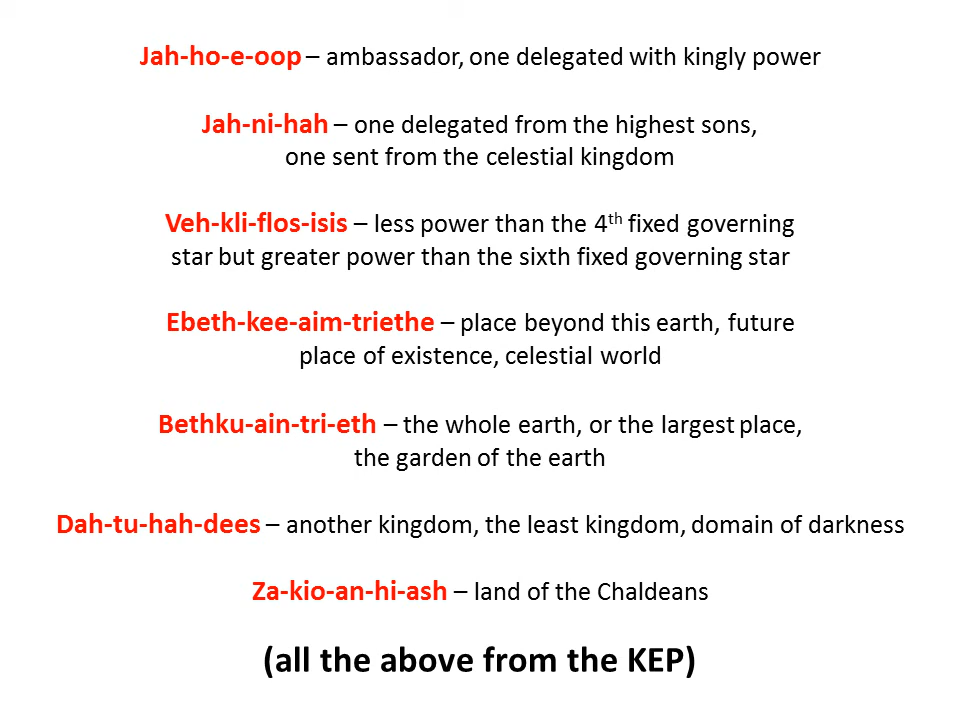 Jah-ho-e-oop – ambassador, one delegated with kingly power
Jah-ni-hah – one delegated from the highest sons,
one sent from the celestial kingdom
Veh-kli-flos-isis – less power than the 4th fixed governing
star but greater power than the sixth fixed governing star
Ebeth-kee-aim-triethe – place beyond this earth, future
place of existence, celestial world
Bethku-ain-tri-eth – the whole earth, or the largest place,
the garden of the earth
Dah-tu-hah-dees – another kingdom, the least kingdom, domain of darkness
Za-kio-an-hi-ash – land of the Chaldeans
(all the above from the KEP)